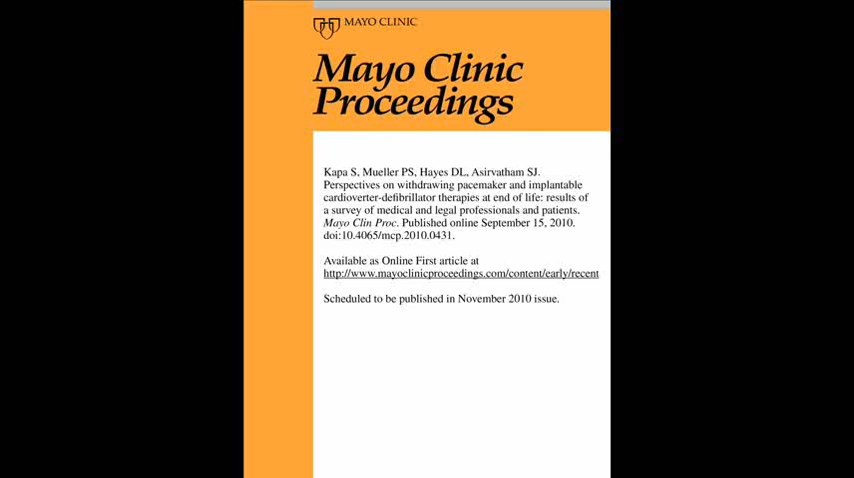 MAYO CLINIC
Mayo Clinic
Proceedings
Kapa S, Mueller PS, Hayes DL, Asirvatham SJ.
Perspectives on withdrawing pacemaker and implantable
cardioverter-defibrillator therapies at end of life: results of
a survey of medical and legal professionals and patients.
Mayo Clin Proc. Published online September 15, 2010.
doi:10.4065/mcp.2010.0431.
Available as Online First article at
http://www.mayoclinicproceedings.com/content/early/recent
Scheduled to be published in November 2010 issue.